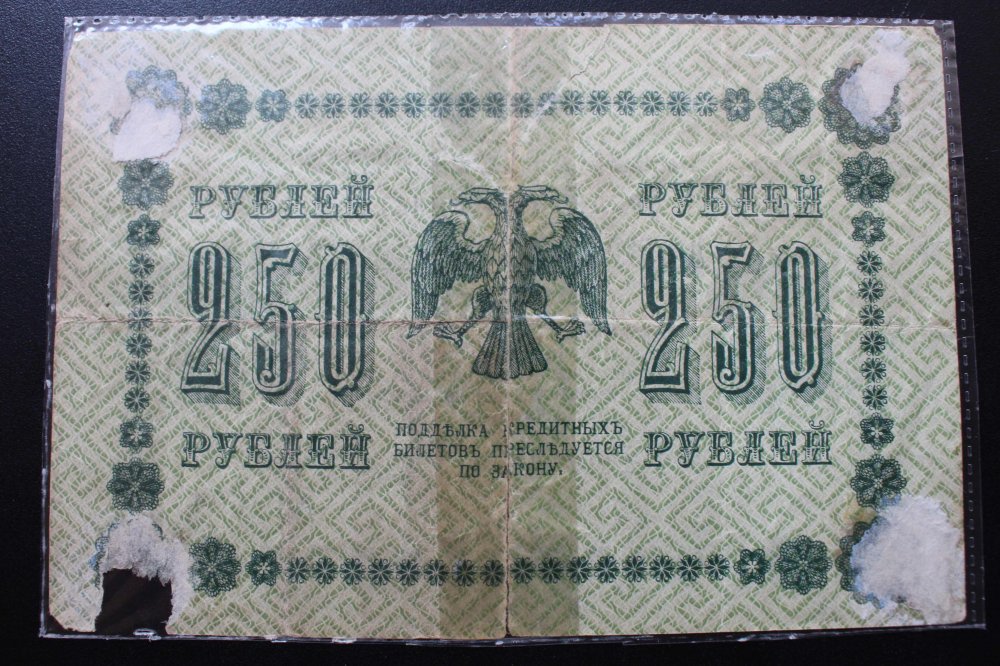 РУБЛЕЙ
250
РУБЛЕЙ
РУБЛЕЙ
250
РУБЛЕЙ
ПОДДѢЛКА КРЕДИТНЫХЪ
БИЛЕТОВЪ ПРЕСЛѢДУЕТСЯ
ПО ЗАКОНУ.